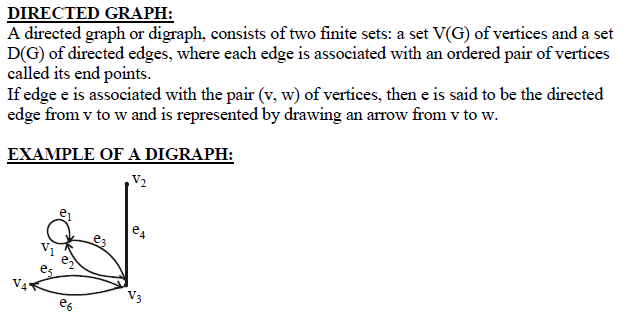 DIRECTED GRAPH:
A directed graph or digraph, consists of two finite sets: a set V(G) of vertices and a set
D(G) of directed edges, where each edge is associated with an ordered pair of vertices
called its end points.
If edge e is associated with the pair (v, w) of vertices, then e is said to be the directed
edge from v to w and is represented by drawing an arrow from v to w.
EXAMPLE OF A DIGRAPH:
v₂
e₁
e₄
e₃
v₁
e₂
e₅
v₄
v₃
e₆